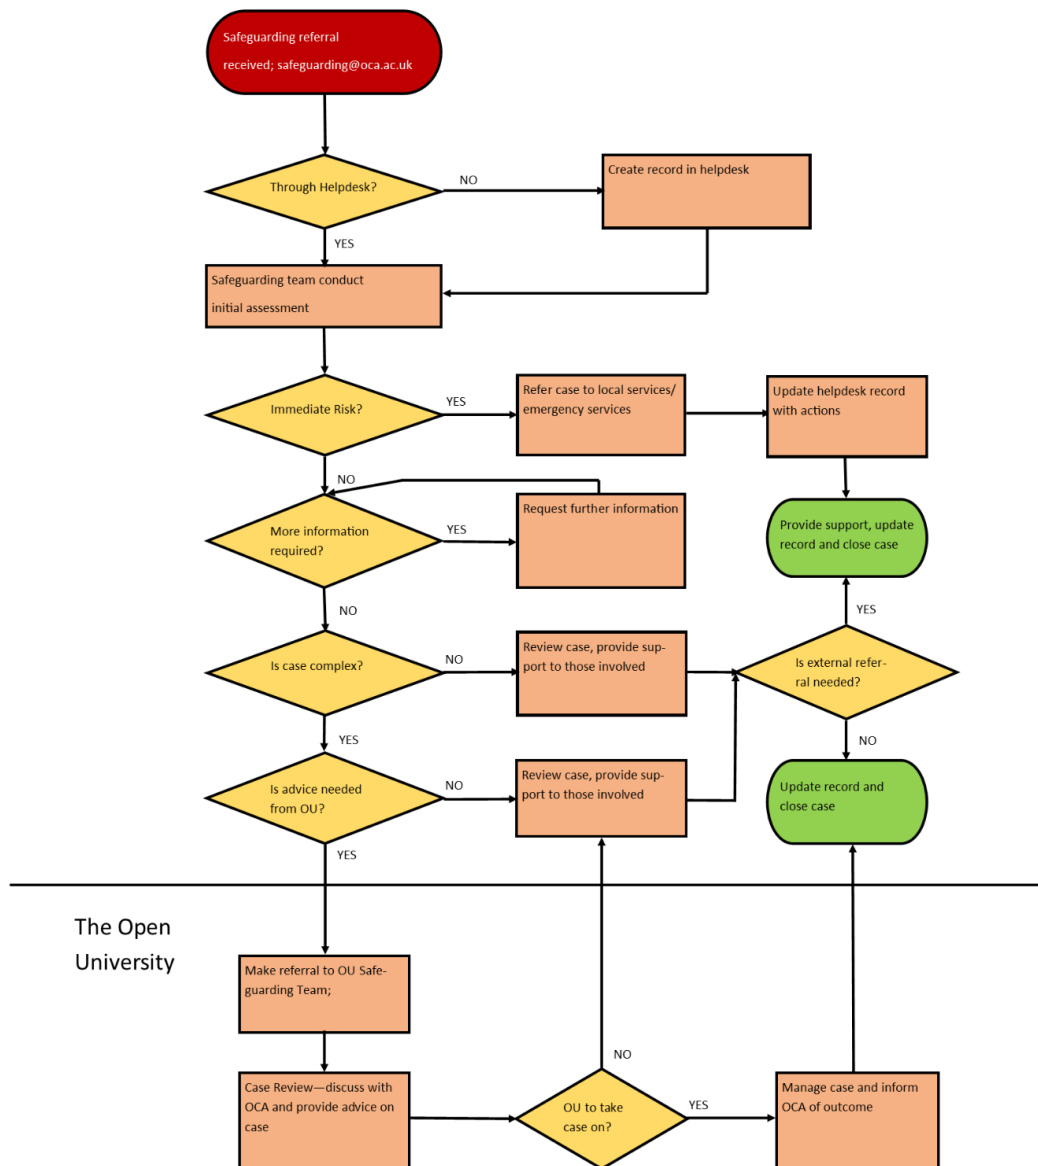 Safeguarding referral
received; safeguarding@oca.ac.uk
Through Helpdesk?
NO
Create record in helpdesk
YES
Safeguarding team conduct
initial assessment
Immediate Risk?
YES
Refer case to local services/
emergency services
Update helpdesk record
with actions
NO
More information
required?
YES
Request further information
Provide support, update
record and close case
NO
YES
Is case complex?
NO
Review case, provide sup-
port to those involved
Is external refer-
ral needed?
YES
NO
Is advice needed
from OU?
NO
Review case, provide sup-
port to those involved
Update record and
close case
YES
The Open
University
Make referral to OU Safe-
guarding Team;
Case Review—discuss with
OCA and provide advice on
case
NO
OU to take
case on?
YES
Manage case and inform
OCA of outcome